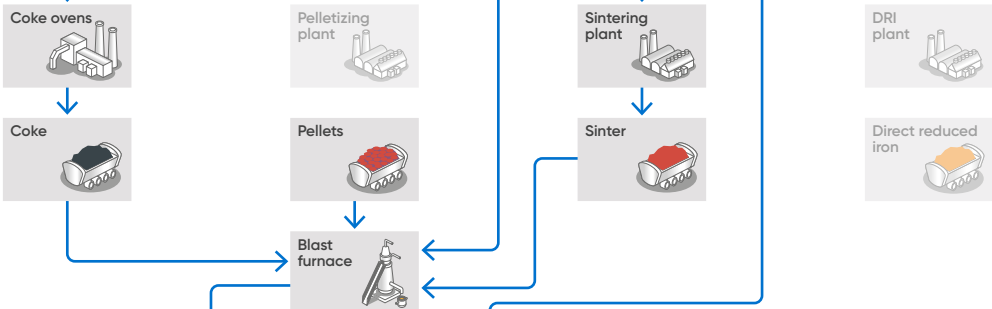 Coke ovens
Pelletizing
plant
Sintering
plant
DRI
plant
Coke
Pellets
Sinter
Direct reduced
iron
Blast
furnace